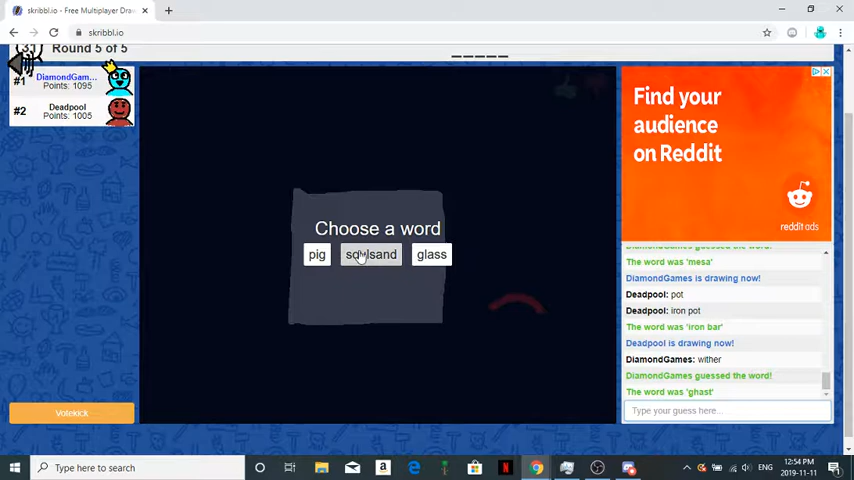 skribbl.io - Free Multiplayer Dra
skribbl.io
Round 5 of 5
#1 DiamondGam...
Points: 1095
#2 Deadpool
Points: 1005
Choose a word
pig
glass
Find your
audience
on Reddit
reddit ads
The word was 'mesa'
DiamondGames is drawing now!
Deadpool: pot
Deadpool: iron pot
The word was 'iron bar'
Deadpool is drawing now!
DiamondGames: wither
DiamondGames guessed the word!
The word was 'ghast'
Type your guess here...
Votekick
Type here to search
ENG
12:54 PM
2019-11-11